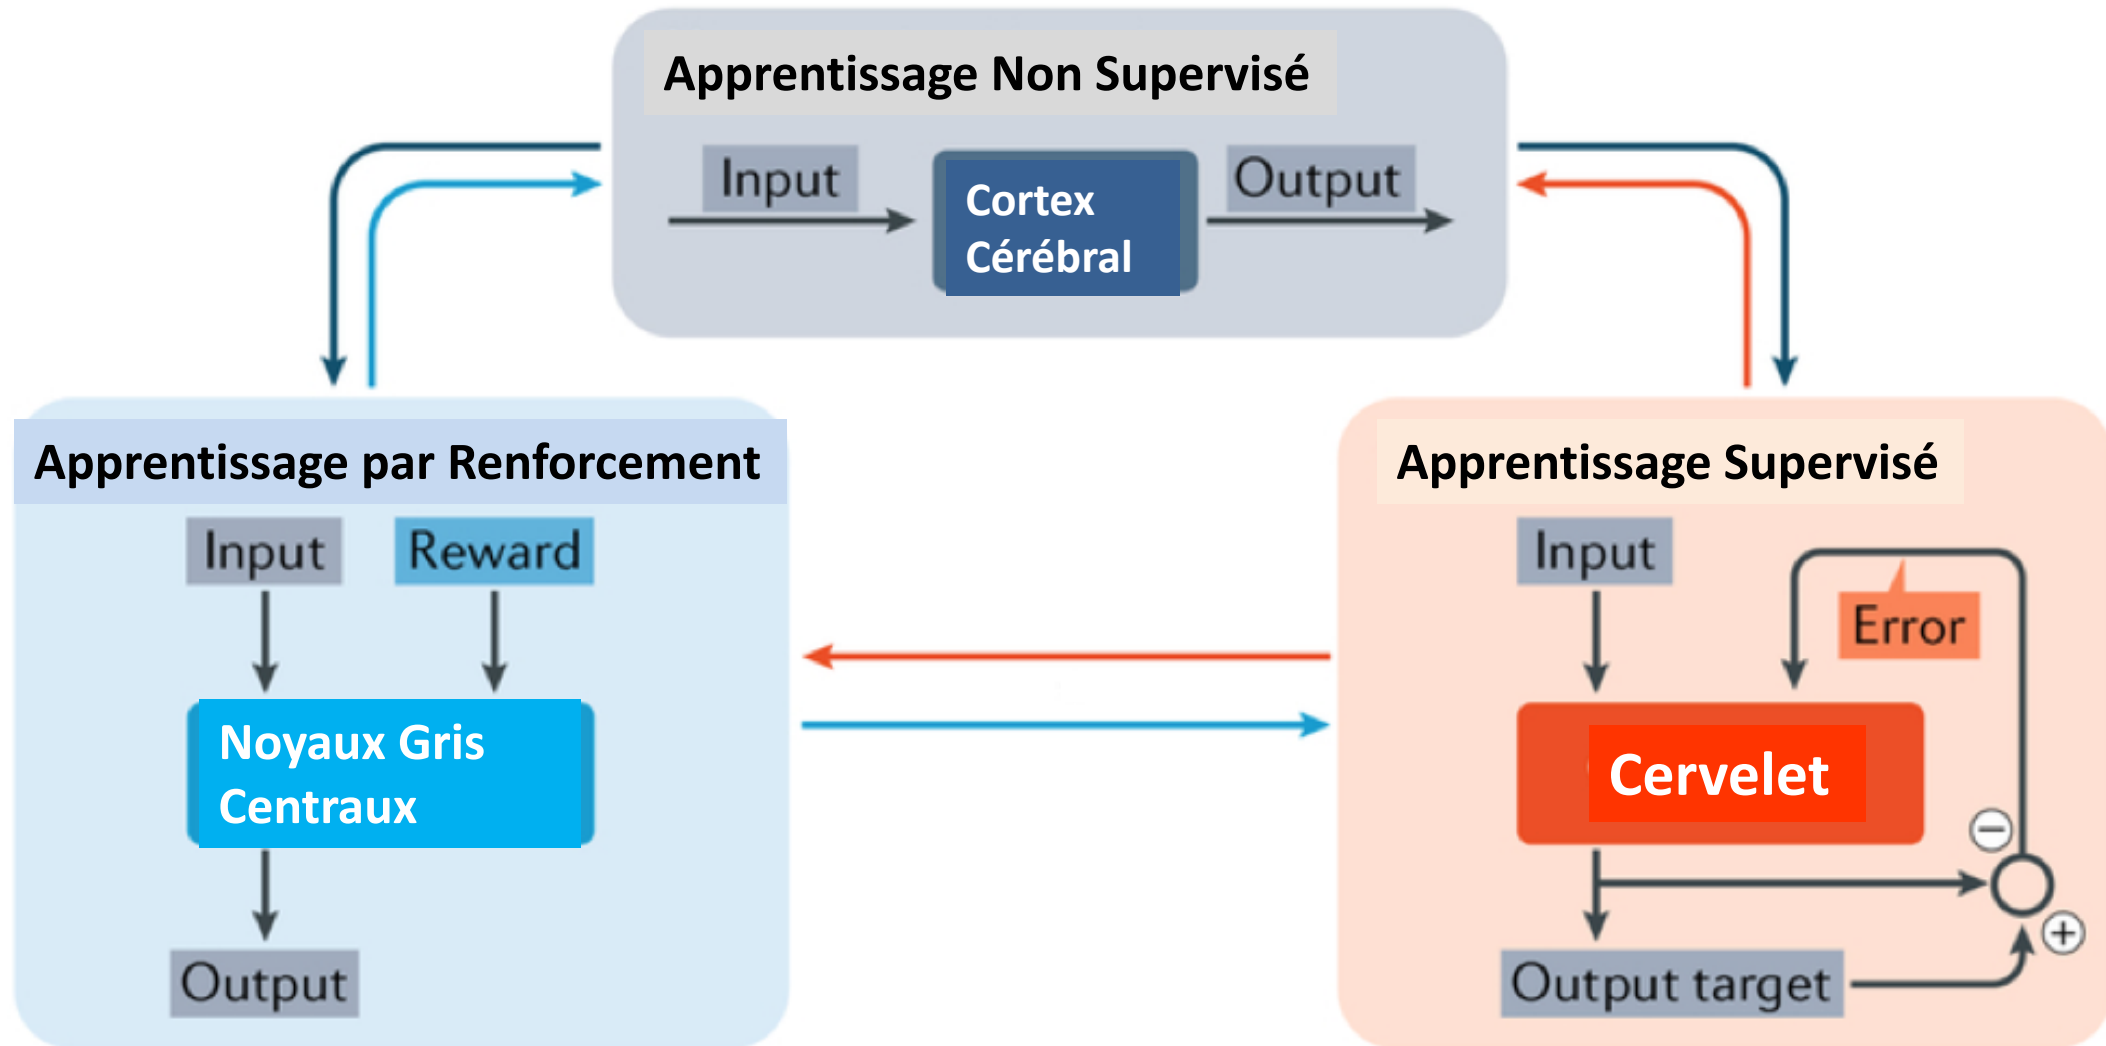 Apprentissage Non Supervisé
Input
Cortex
Cérébral
Output
Apprentissage par Renforcement
Input
Reward
Noyaux Gris
Centraux
Output
Apprentissage Supervisé
Input
Error
Cervelet
−
+
Output target